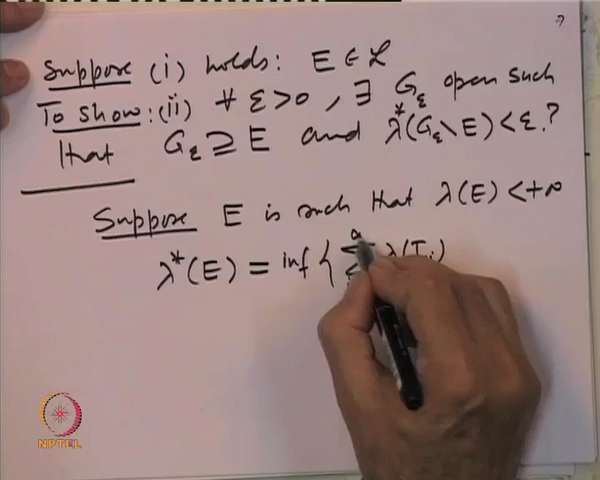 Suppose (i) holds: E ∈ ℒ
To show: (ii) ∀ ε > 0, ∃ G_ε open such
that G_ε ⊇ E and λ*(G_ε \ E) < ε.?
Suppose E is such that λ(E) < +∞
λ*(E) = inf { ∑ λ(I_i)
NPTEL